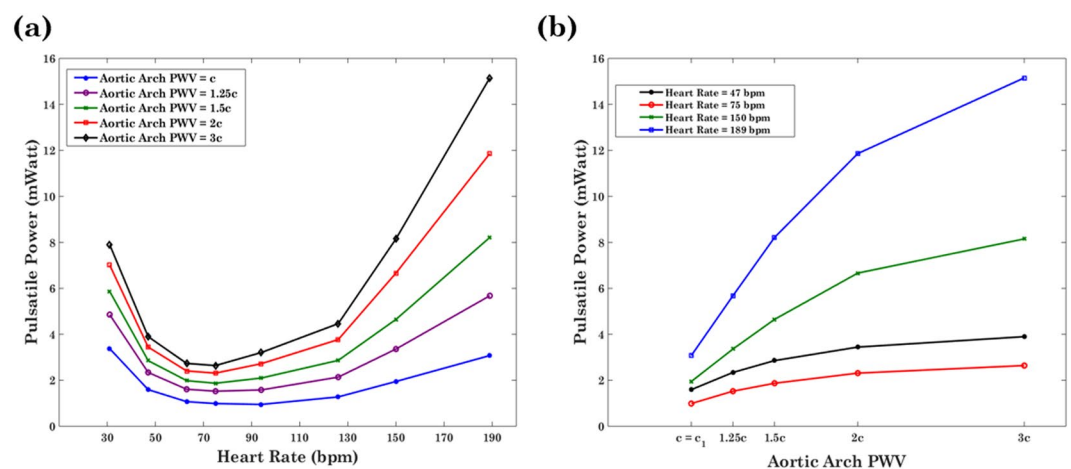 (a)
16
14
12
10
8
6
4
2
0
Pulsatile Power (mWatt)
Aortic Arch PWV = c
Aortic Arch PWV = 1.25c
Aortic Arch PWV = 1.5c
Aortic Arch PWV = 2c
Aortic Arch PWV = 3c
30 50 70 90 110 130 150 170 190
Heart Rate (bpm)
(b)
16
14
12
10
8
6
4
2
0
Pulsatile Power (mWatt)
Heart Rate = 47 bpm
Heart Rate = 75 bpm
Heart Rate = 150 bpm
Heart Rate = 189 bpm
c = c₁ 1.25c 1.5c 2c 3c
Aortic Arch PWV